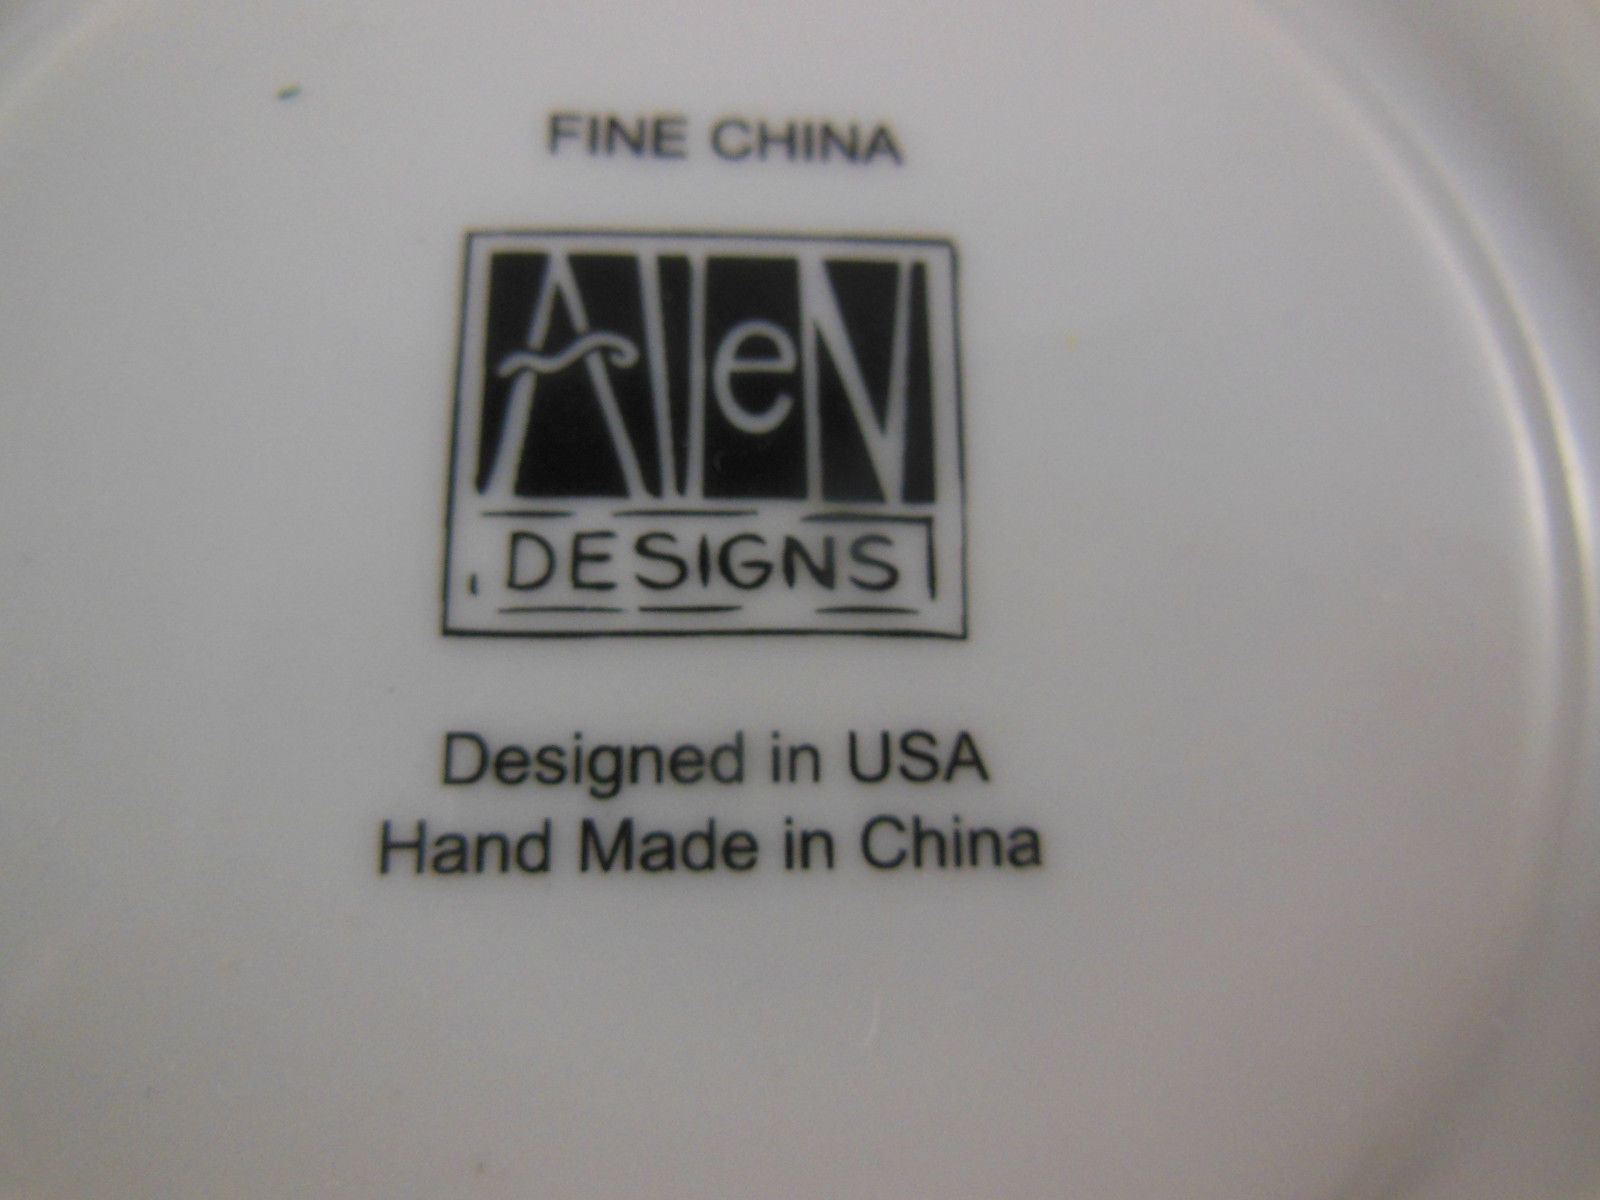 FINE CHINA
AlleN
DESIGNS
Designed in USA
Hand Made in China